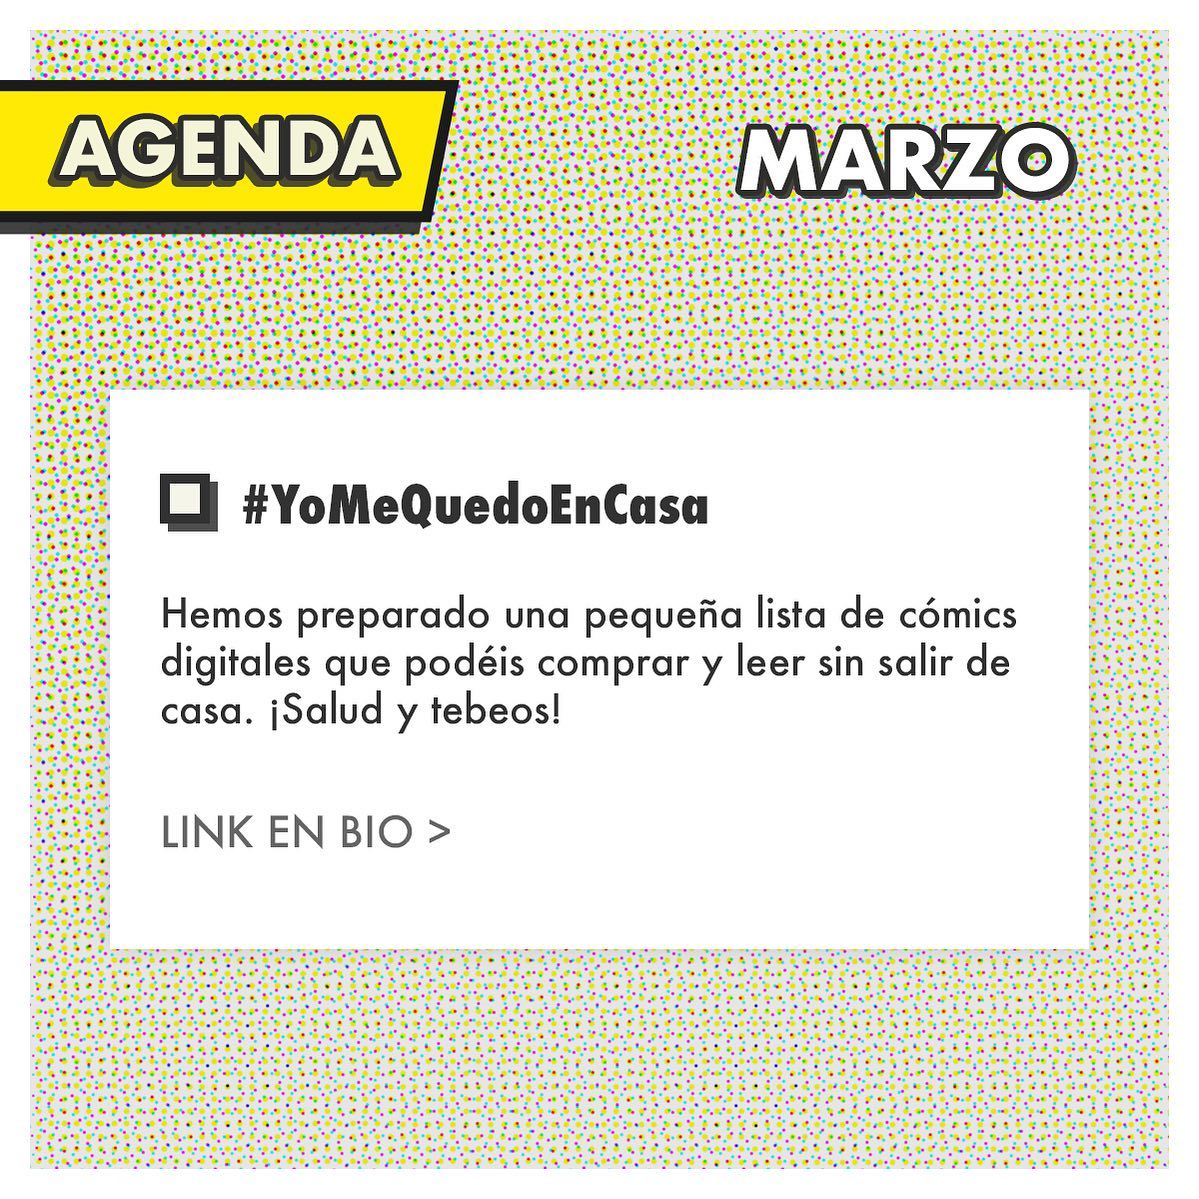 AGENDA
MARZO
#YoMeQuedoEnCasa
Hemos preparado una pequeña lista de cómics
digitales que podéis comprar y leer sin salir de
casa. ¡Salud y tebeos!
LINK EN BIO >